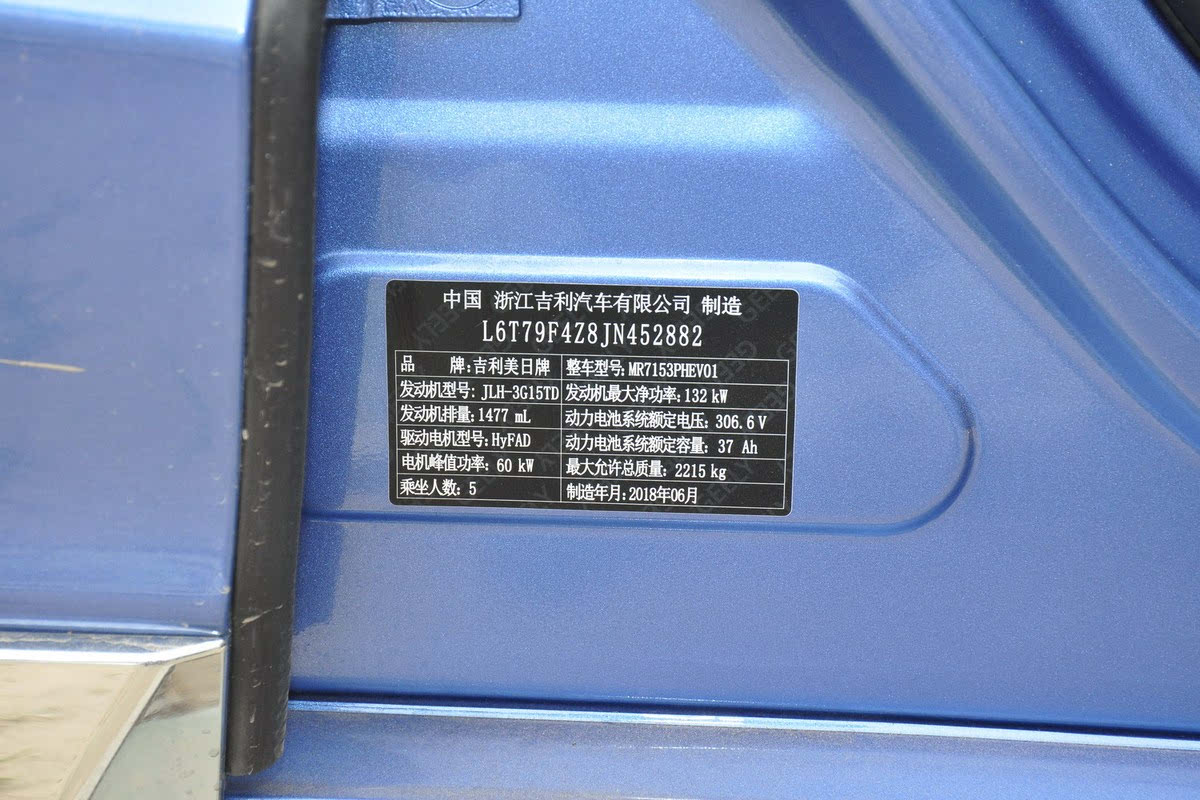 中国 浙江吉利汽车有限公司 制造
L6T79F4Z8JN452882
品 牌:吉利美日牌 整车型号:MR7153PHEV01
发动机型号: JLH-3G15TD 发动机最大净功率:132 kW
发动机排量:1477 mL 动力电池系统额定电压: 306.6 V
驱动电机型号:HyFAD 动力电池系统额定容量: 37 Ah
电机峰值功率: 60 kW 最大允许总质量: 2215 kg
乘坐人数: 5 制造年月:2018年06月